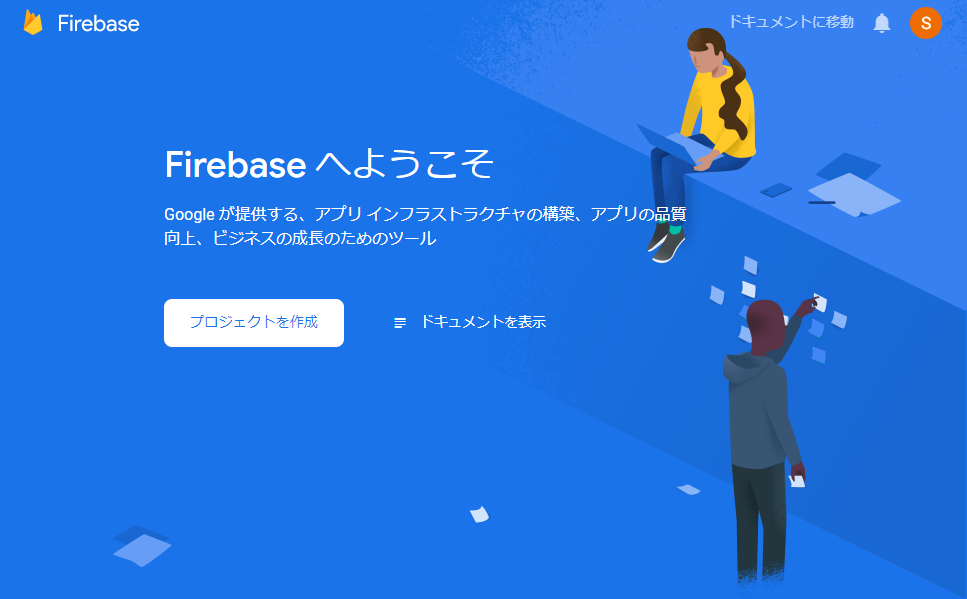 Firebase
ドキュメントに移動
S
Firebase へようこそ
Google が提供する、アプリ インフラストラクチャの構築、アプリの品質
向上、ビジネスの成長のためのツール
プロジェクトを作成
ドキュメントを表示